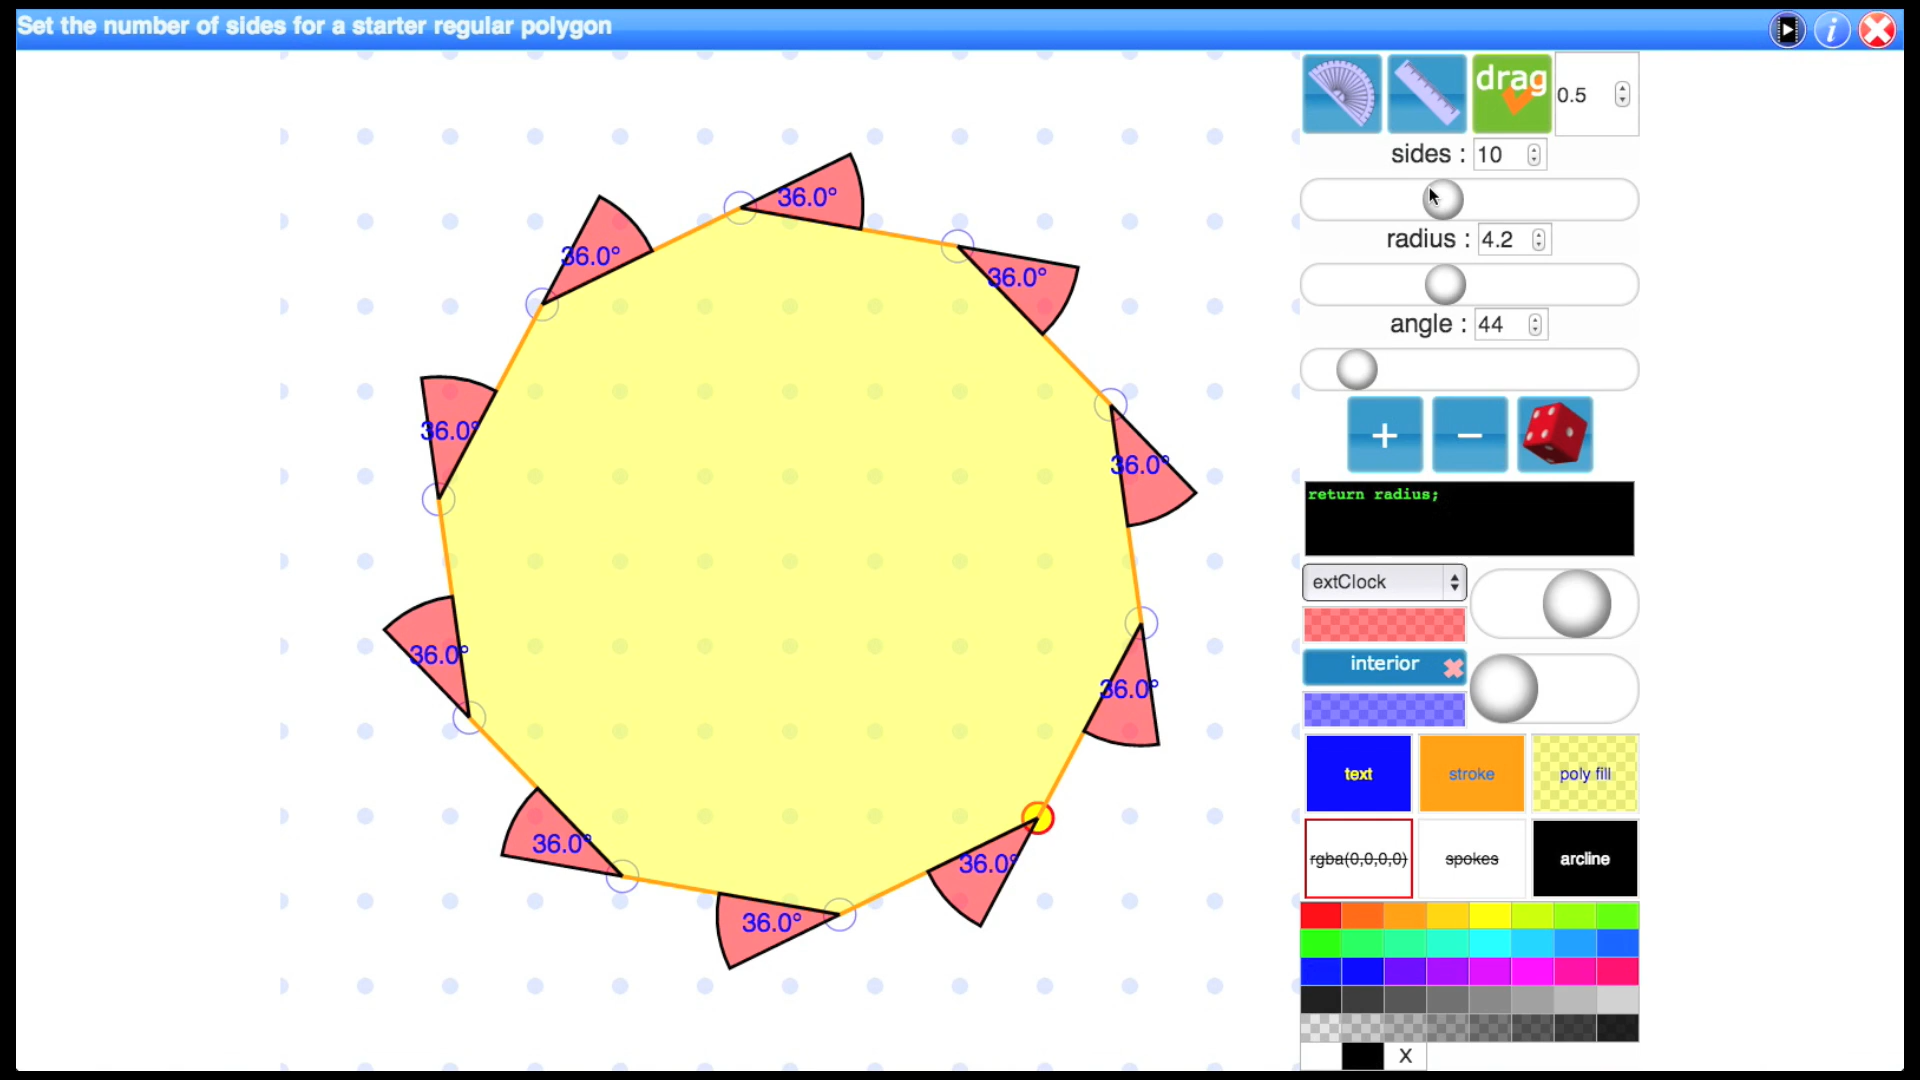 Set the number of sides for a starter regular polygon
i
drag
0.5
sides : 10
radius : 4.2
angle : 44
+
−
return radius;
extClock
interior
text
stroke
poly fill
rgba(0,0,0,0)
spokes
arcline
X
36.0°
36.0°
36.0°
36.0°
36.0°
36.0°
36.0°
36.0°
36.0°
36.0°